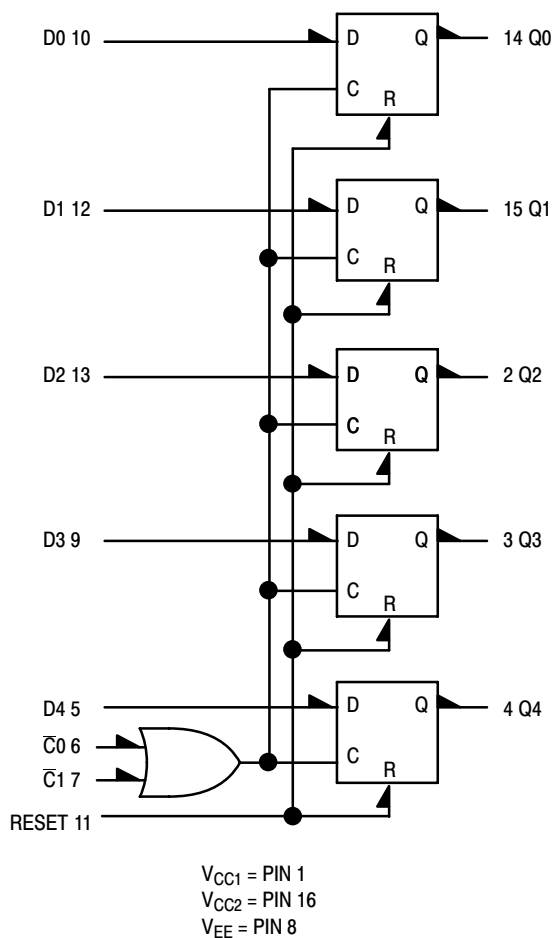 D0 10
D
Q
14 Q0
C
R
D1 12
D
Q
15 Q1
C
R
D2 13
D
Q
2 Q2
C
R
D3 9
D
Q
3 Q3
C
R
D4 5
D
Q
4 Q4
C̅0 6
C
R
C̅1 7
RESET 11
VCC1 = PIN 1
VCC2 = PIN 16
VEE = PIN 8